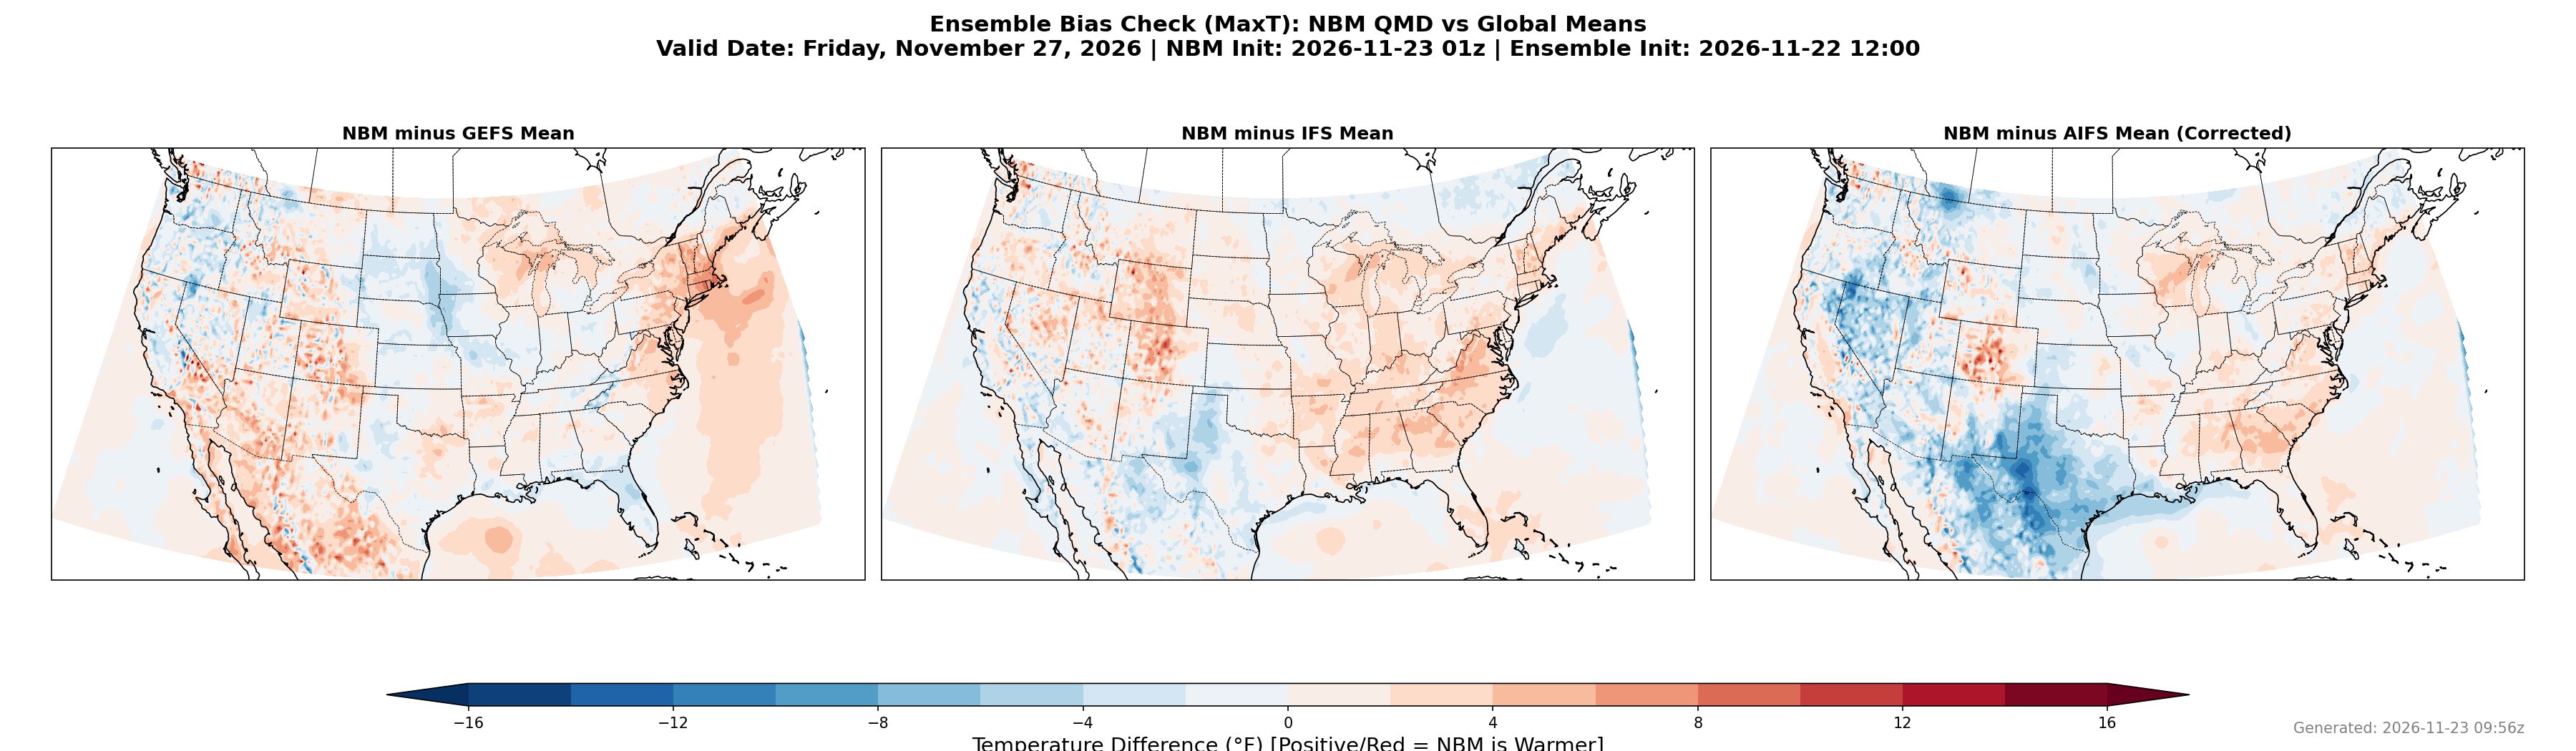 Ensemble Bias Check (MaxT): NBM QMD vs Global Means
Valid Date: Friday, November 27, 2026 | NBM Init: 2026-11-23 01z | Ensemble Init: 2026-11-22 12:00
NBM minus GEFS Mean
NBM minus IFS Mean
NBM minus AIFS Mean (Corrected)
−16 −12 −8 −4 0 4 8 12 16
Generated: 2026-11-23 09:56z
Temperature Difference (°F) [Positive/Red = NBM is Warmer]